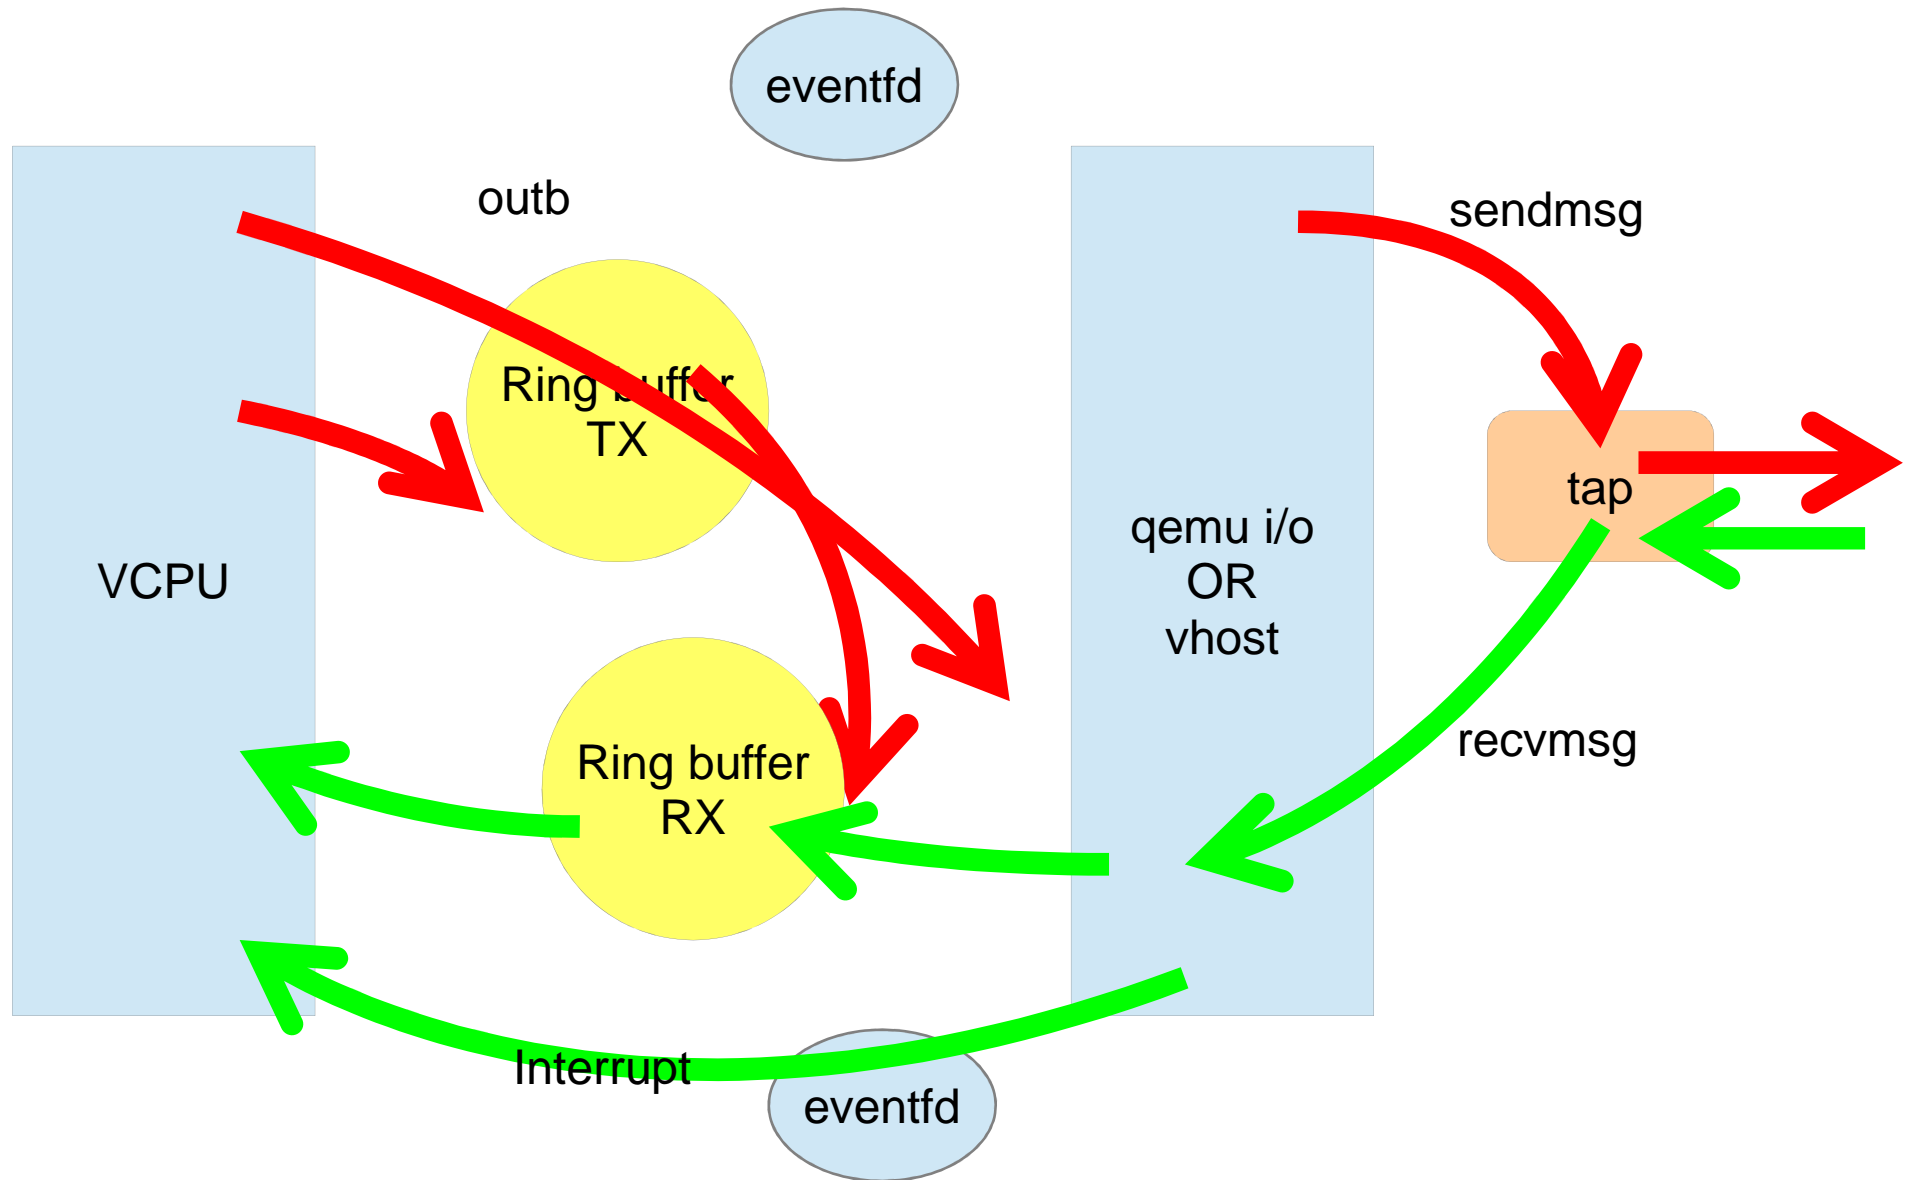 eventfd
outb
sendmsg
Ring buffer
TX
tap
VCPU
qemu i/o
OR
vhost
recvmsg
Ring buffer
RX
Interrupt
eventfd